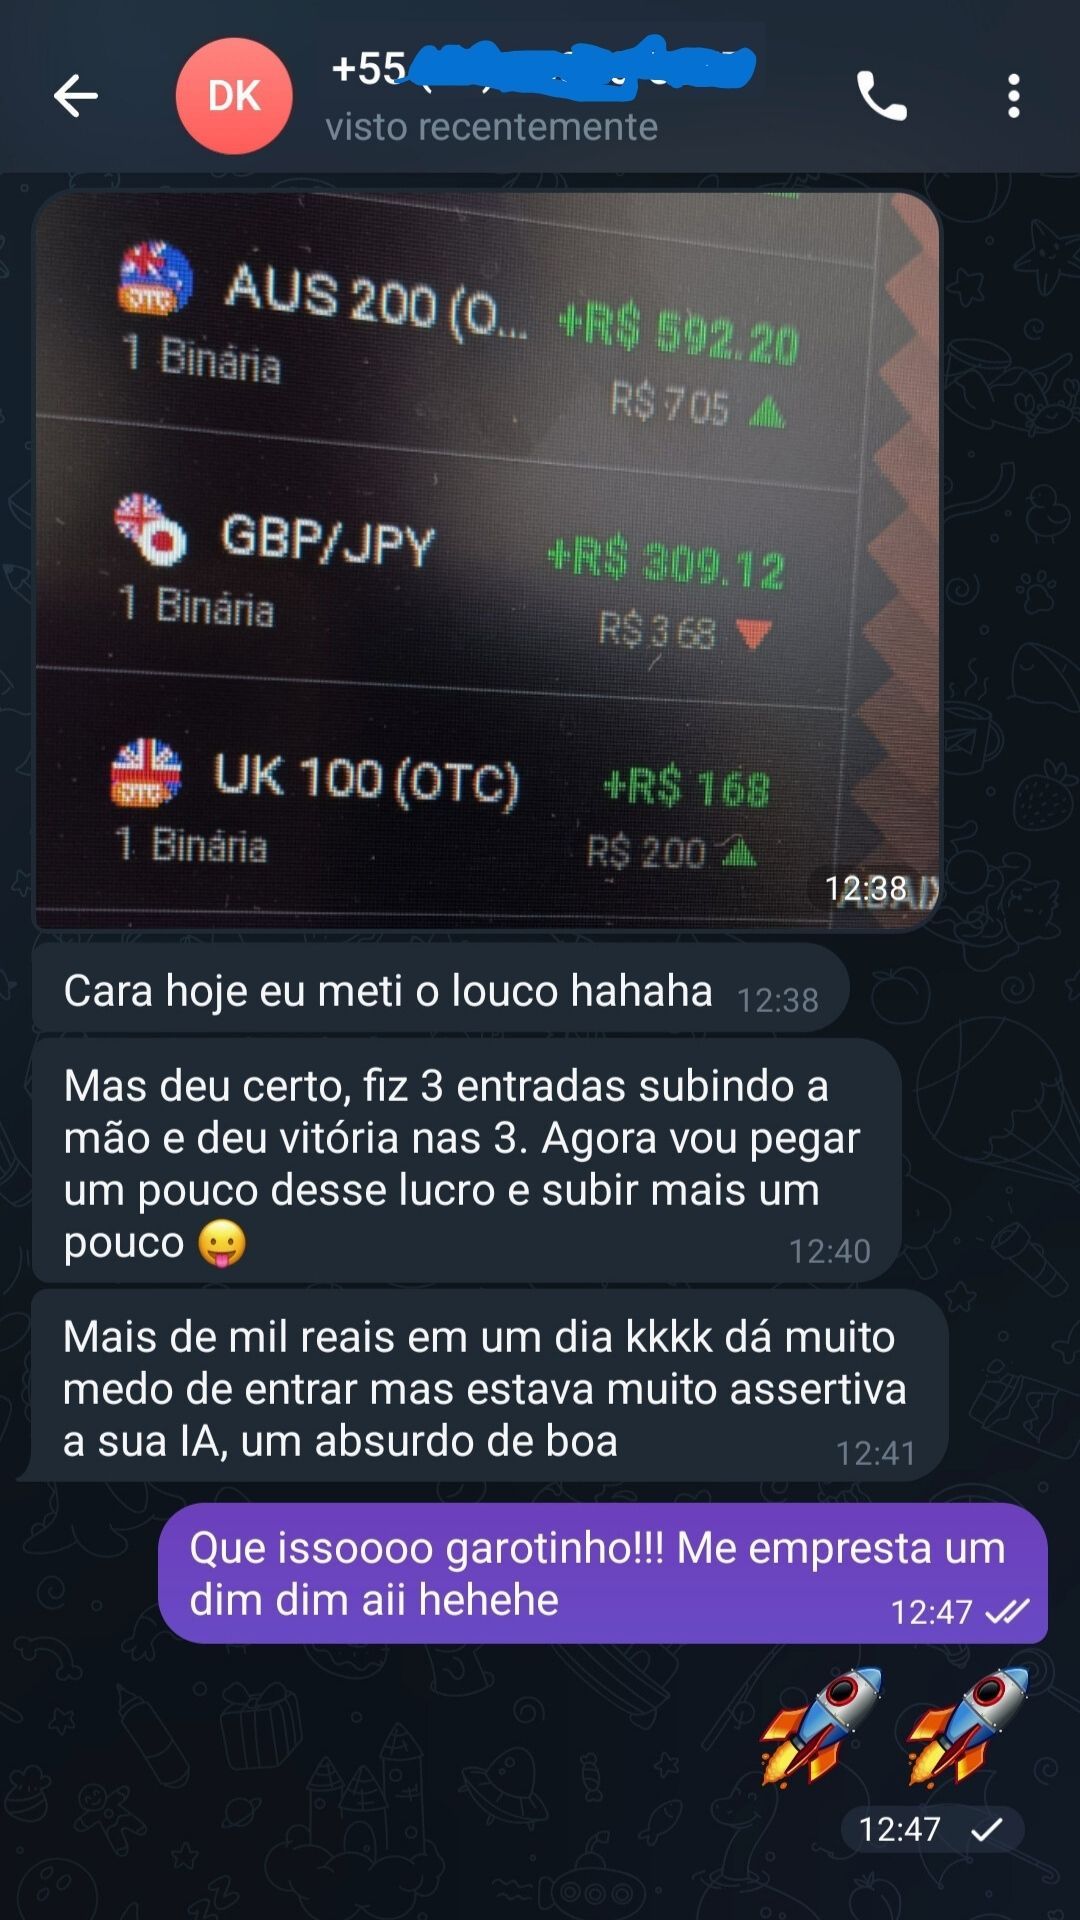 +55
DK
visto recentemente
AUS 200 (O...
+R$ 592.20
1 Binária
R$ 705
GBP/JPY
+R$ 309.12
1 Binária
R$ 368
UK 100 (OTC)
+R$ 168
OTC
1 Binária
R$ 200
12:38
Cara hoje eu meti o louco hahaha 12:38
Mas deu certo, fiz 3 entradas subindo a
mão e deu vitória nas 3. Agora vou pegar
um pouco desse lucro e subir mais um
pouco 😛 12:40
Mais de mil reais em um dia kkkk dá muito
medo de entrar mas estava muito assertiva
a sua IA, um absurdo de boa 12:41
Que issoooo garotinho!!! Me empresta um
dim dim aii hehehe 12:47
12:47